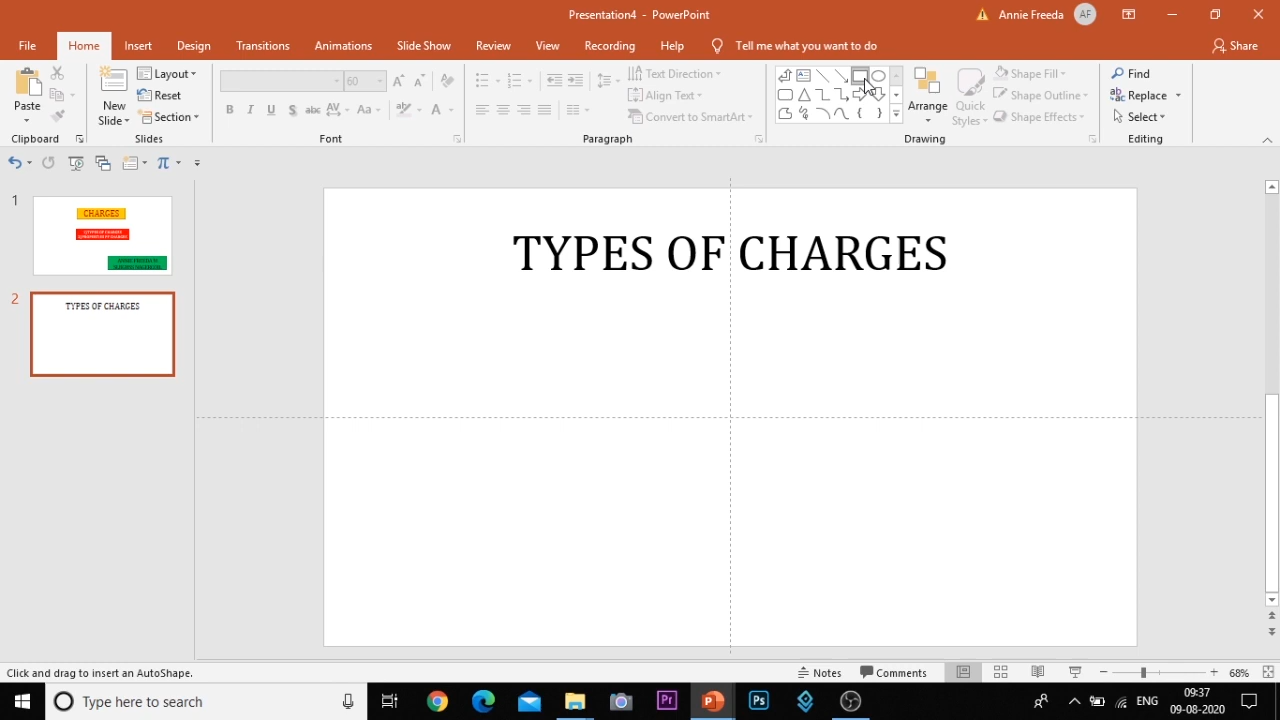 Presentation4 - PowerPoint
Annie Freeda AF
File Home Insert Design Transitions Animations Slide Show Review View Recording Help Tell me what you want to do Share
Paste
New Slide
Layout
Reset
Section
60
Aa
A
Text Direction
Align Text
Convert to SmartArt
Arrange
Quick Styles
Shape Fill
Shape Outline
Shape Effects
Find
Replace
Select
Clipboard Slides Font Paragraph Drawing Editing
1
CHARGES
2
TYPES OF CHARGES
TYPES OF CHARGES
Click and drag to insert an AutoShape.
Notes Comments 68%
Type here to search
ENG
09:37
09-08-2020